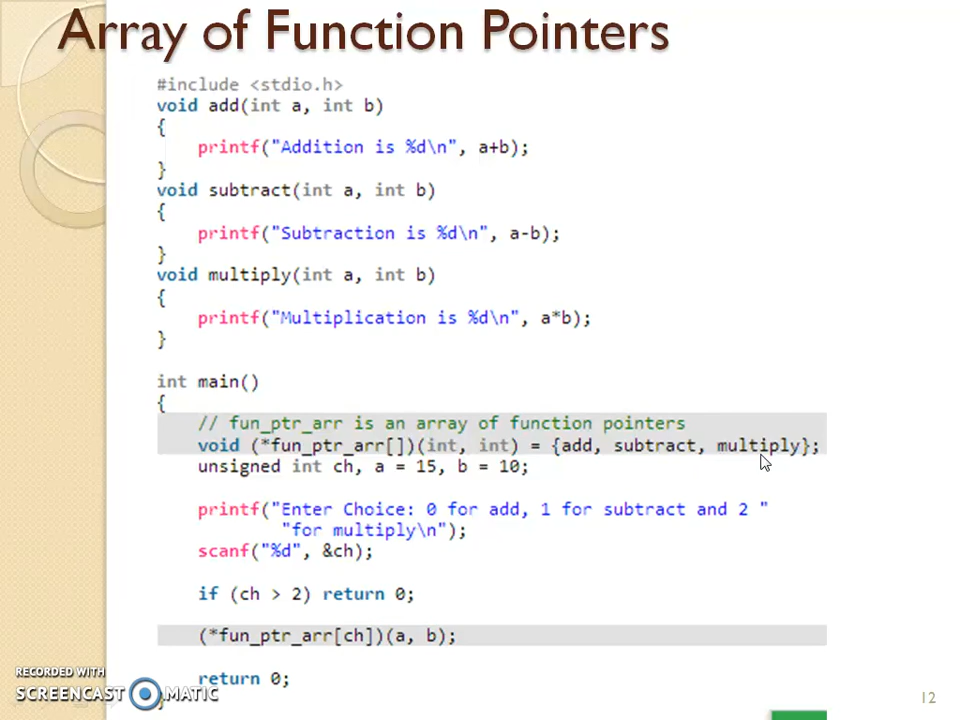 Array of Function Pointers
#include <stdio.h>
void add(int a, int b)
{
printf("Addition is %d\n", a+b);
}
void subtract(int a, int b)
{
printf("Subtraction is %d\n", a-b);
}
void multiply(int a, int b)
{
printf("Multiplication is %d\n", a*b);
}
int main()
{
// fun_ptr_arr is an array of function pointers
void (*fun_ptr_arr[])(int, int) = {add, subtract, multiply};
unsigned int ch, a = 15, b = 10;
printf("Enter Choice: 0 for add, 1 for subtract and 2 "
"for multiply\n");
scanf("%d", &ch);
if (ch > 2) return 0;
(*fun_ptr_arr[ch])(a, b);
return 0;
}
RECORDED WITH
SCREENCAST MATIC
12